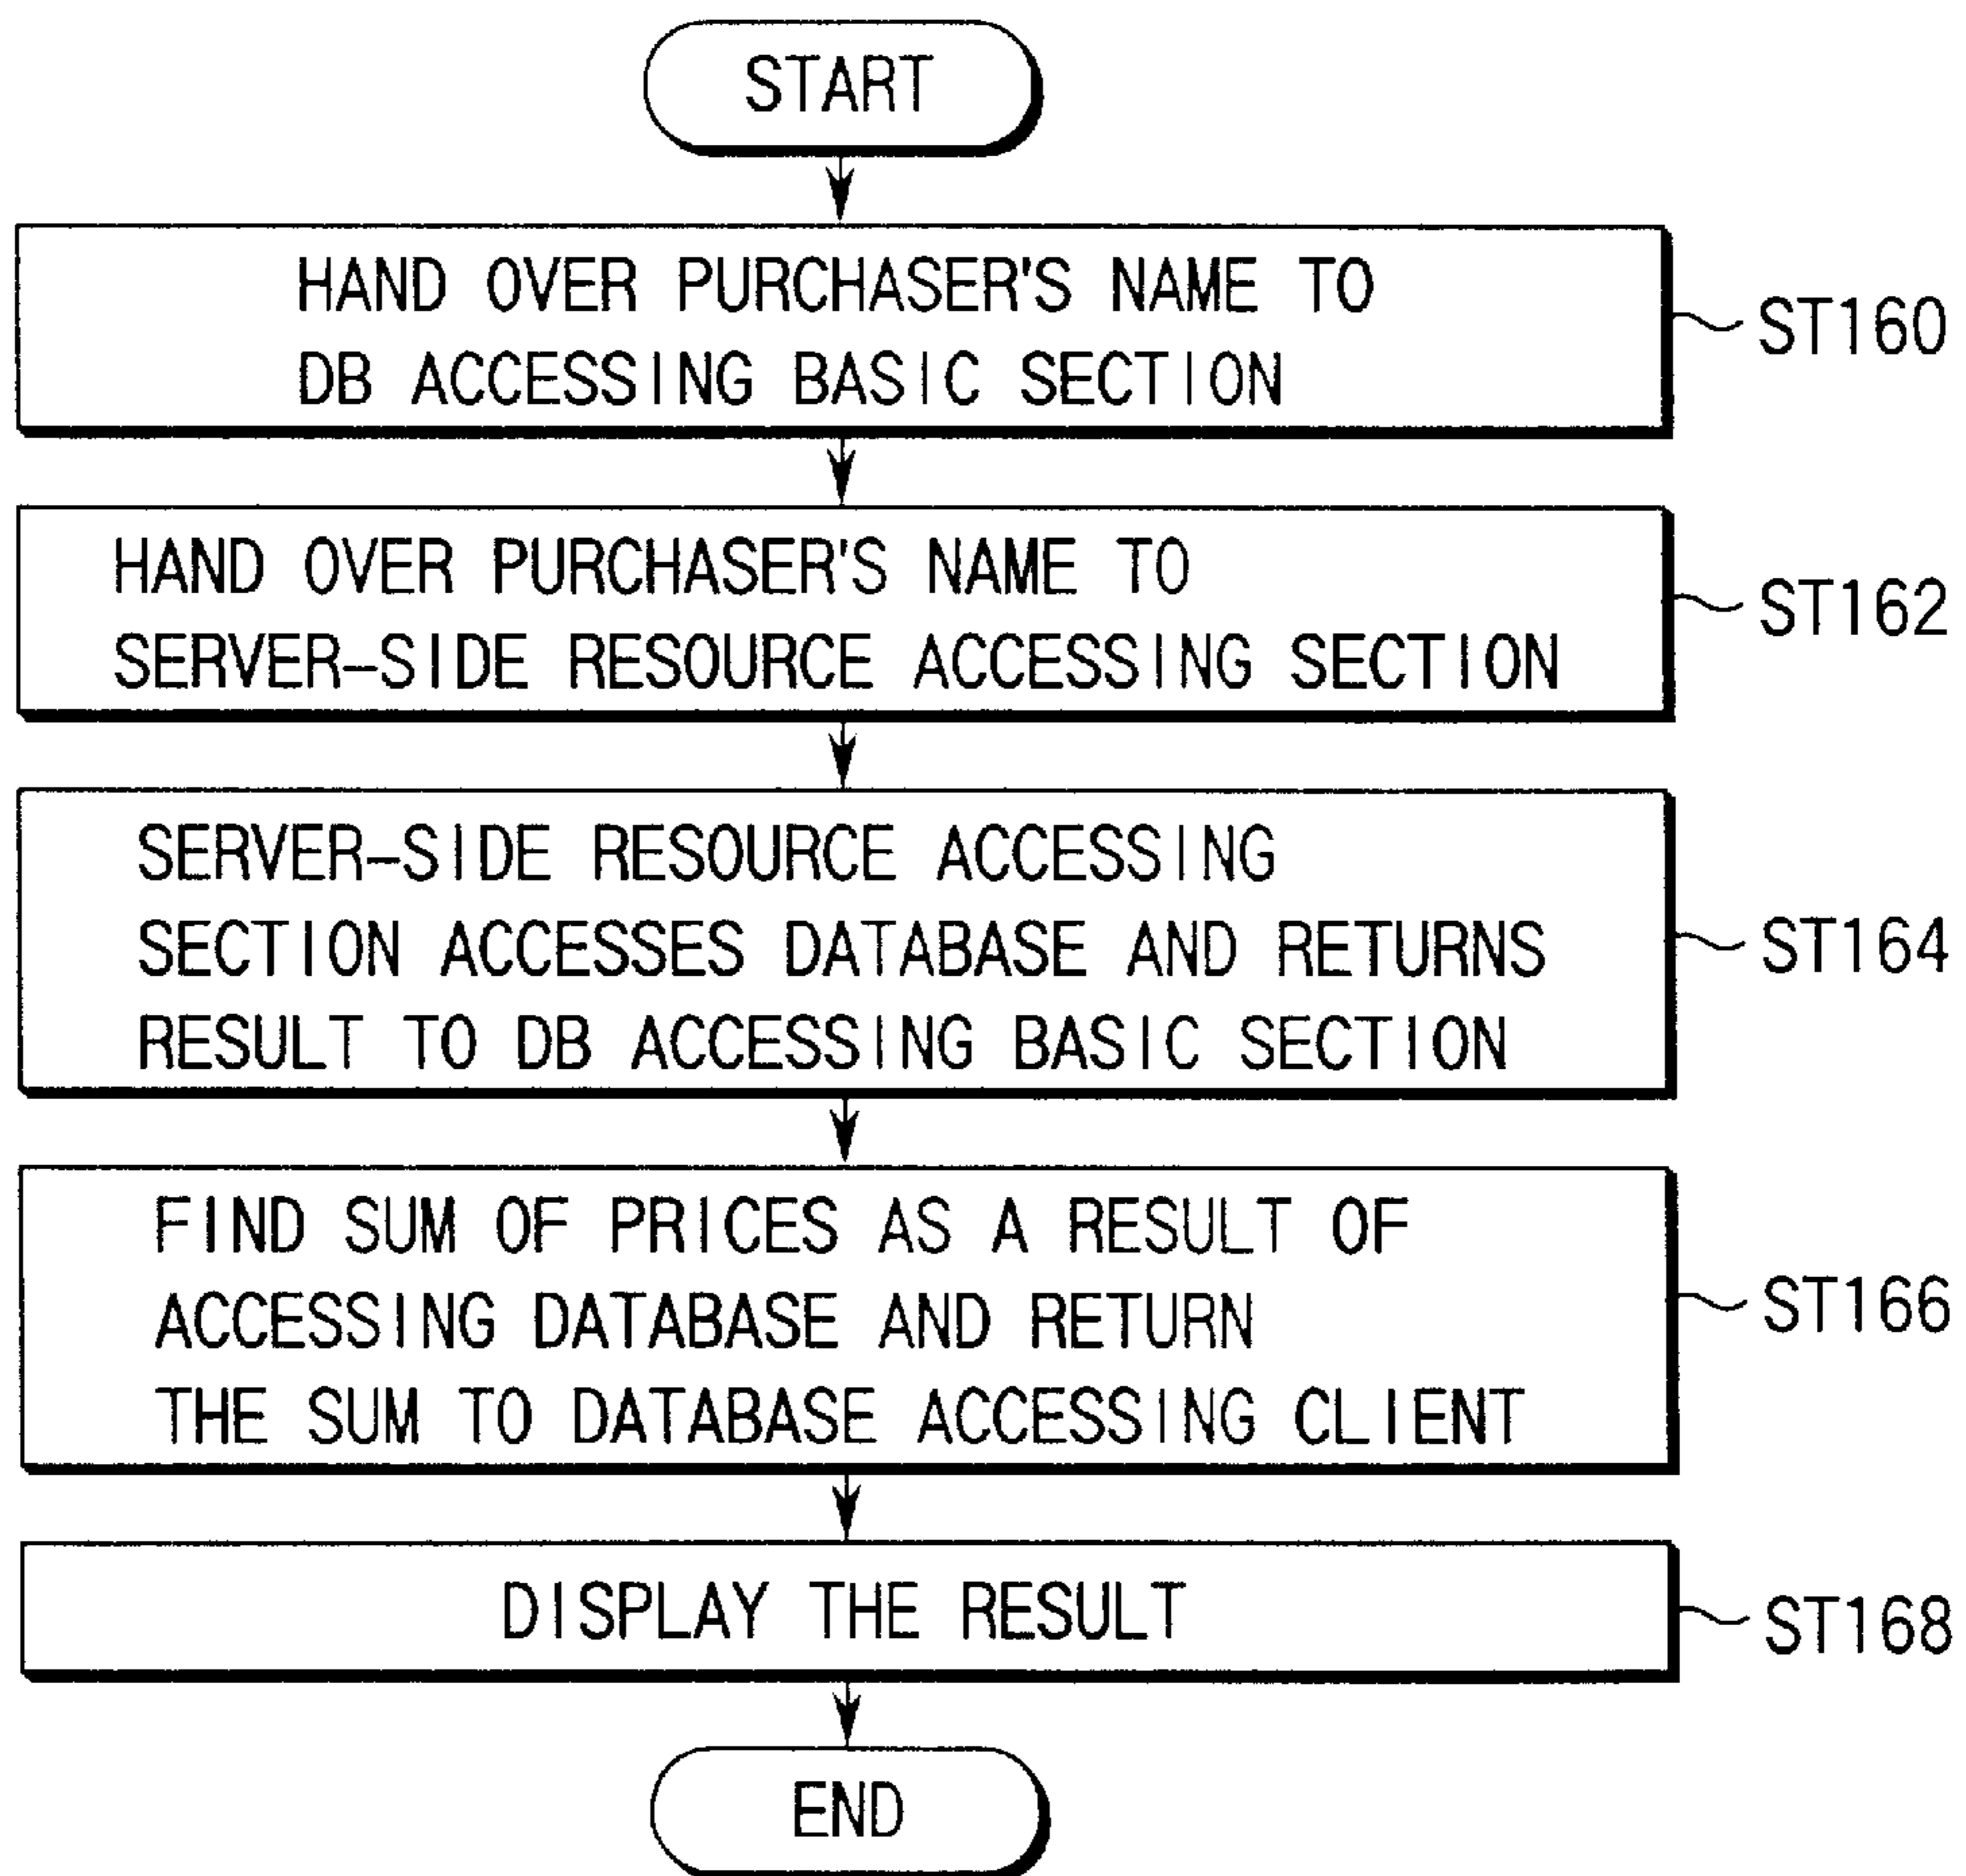 START
HAND OVER PURCHASER'S NAME TO
DB ACCESSING BASIC SECTION
ST160
HAND OVER PURCHASER'S NAME TO
SERVER-SIDE RESOURCE ACCESSING SECTION
ST162
SERVER-SIDE RESOURCE ACCESSING
SECTION ACCESSES DATABASE AND RETURNS
RESULT TO DB ACCESSING BASIC SECTION
ST164
FIND SUM OF PRICES AS A RESULT OF
ACCESSING DATABASE AND RETURN
THE SUM TO DATABASE ACCESSING CLIENT
ST166
DISPLAY THE RESULT
ST168
END